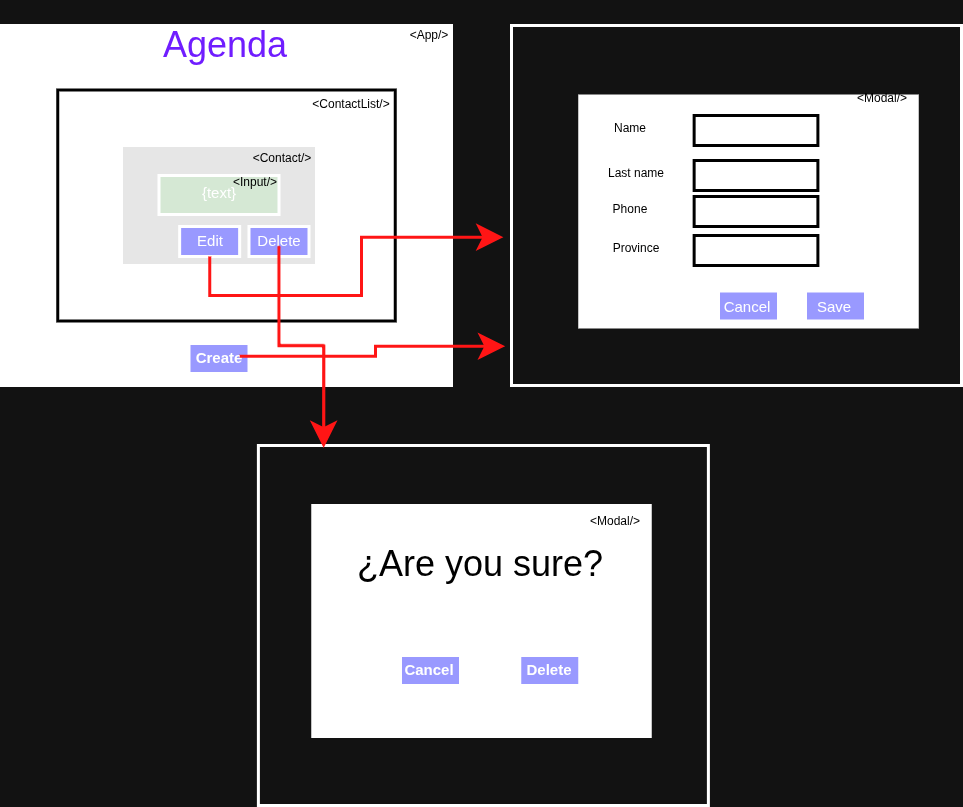 Agenda
<App/>
<ContactList/>
<Contact/>
<Input/>
{text}
Edit
Delete
Create
<Modal/>
Name
Last name
Phone
Province
Cancel
Save
<Modal/>
¿Are you sure?
Cancel
Delete